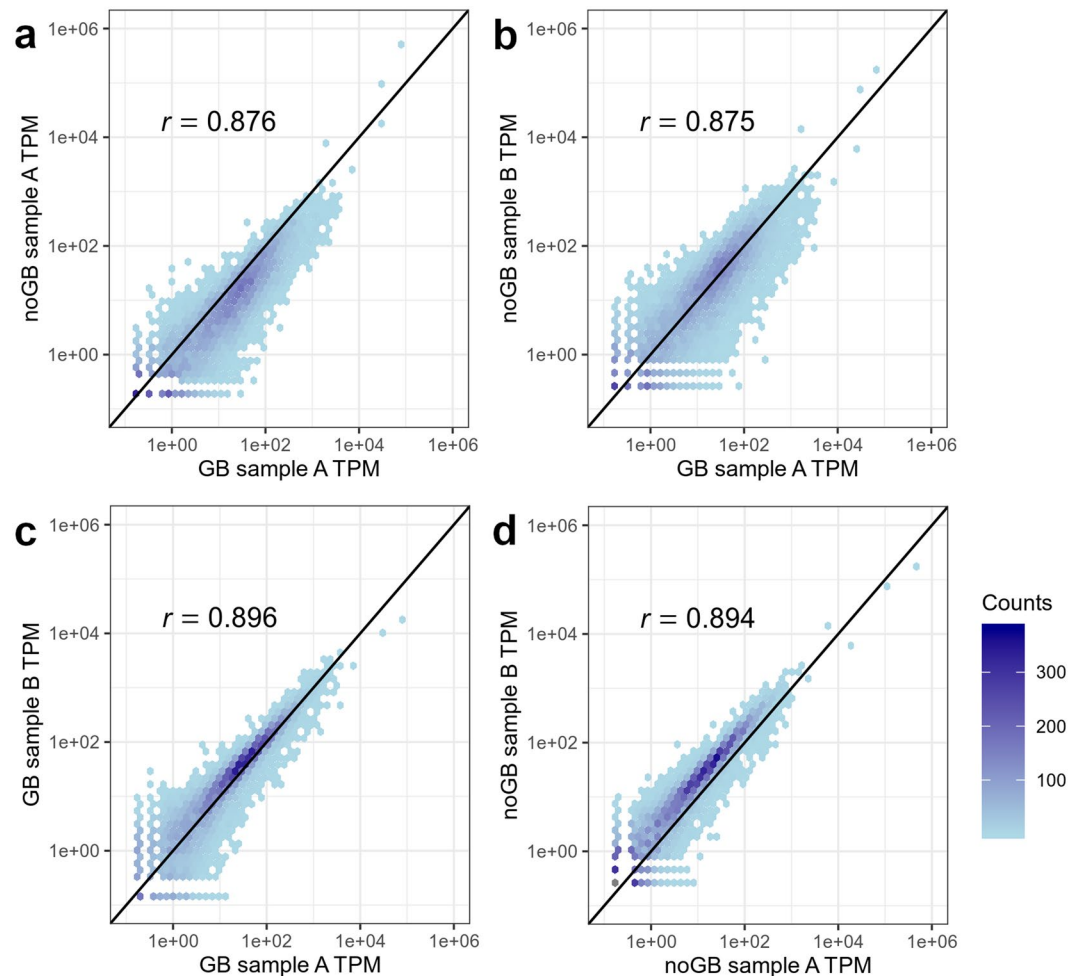 a
1e+06
1e+04
1e+02
1e+00
noGB sample A TPM
r = 0.876
1e+00 1e+02 1e+04 1e+06
GB sample A TPM
b
1e+06
1e+04
1e+02
1e+00
noGB sample B TPM
r = 0.875
1e+00 1e+02 1e+04 1e+06
GB sample A TPM
c
1e+06
1e+04
1e+02
1e+00
GB sample B TPM
r = 0.896
1e+00 1e+02 1e+04 1e+06
GB sample A TPM
d
1e+06
1e+04
1e+02
1e+00
noGB sample B TPM
r = 0.894
1e+00 1e+02 1e+04 1e+06
noGB sample A TPM
Counts
300
200
100